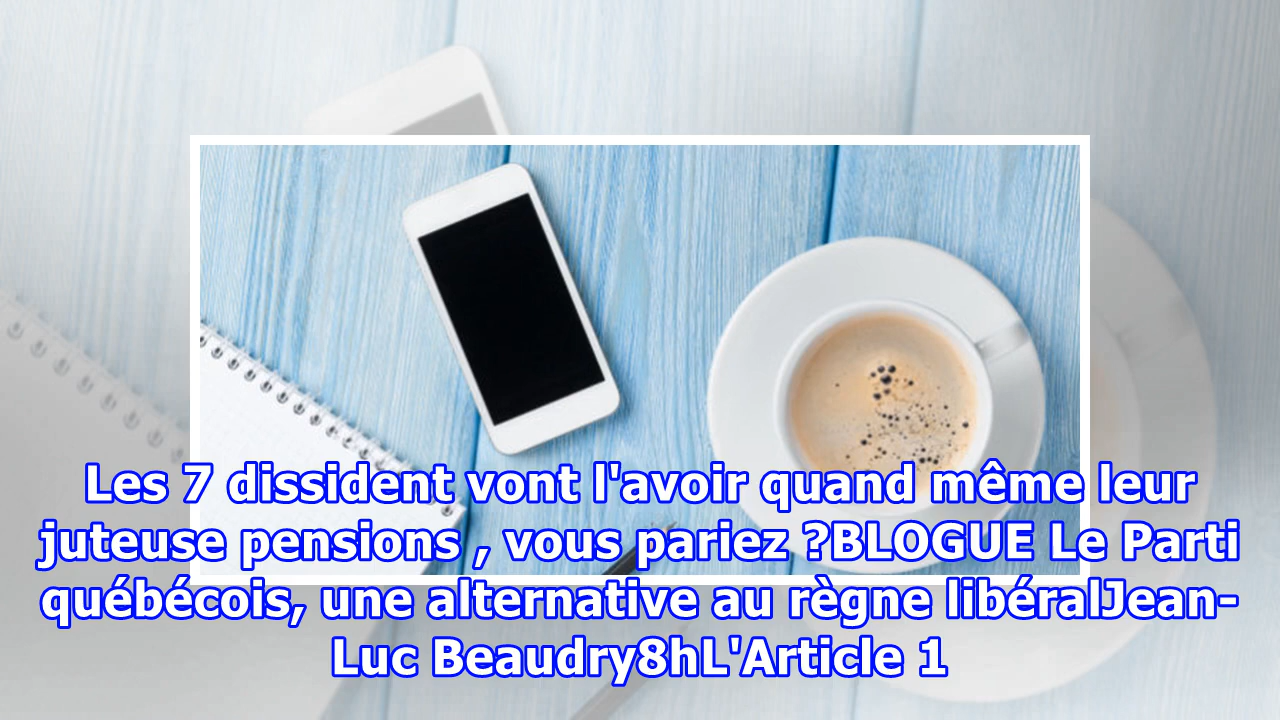 Les 7 dissident vont l'avoir quand même leur
juteuse pensions , vous pariez ?BLOGUE Le Parti
québécois, une alternative au règne libéralJean-
Luc Beaudry8hL'Article 1